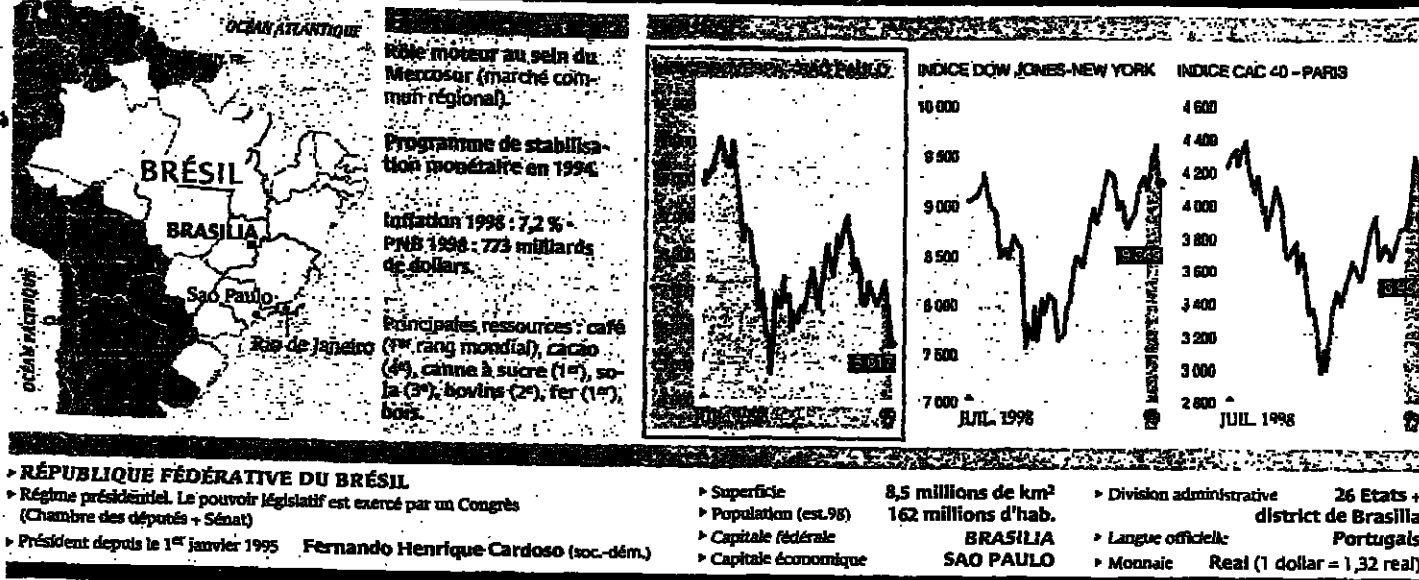 OCÉAN ATLANTIQUE
BRÉSIL
BRASILIA
Sao Paulo
Rio de Janeiro
OCÉAN PACIFIQUE
Rôle moteur au sein du
Mercosur (marché com-
mun régional).
Programme de stabilisa-
tion monétaire en 1994.
Inflation 1998 : 7,2 % -
PNB 1998 : 773 milliards
de dollars.
Principales ressources : café
(1er rang mondial), cacao
(4e), canne à sucre (1er), so-
ja (3e), bovins (2e), fer (1er),
bois.
SAO PAULO
INDICE DOW JONES-NEW YORK
10 000
9 500
9 000
8 500
8 000
7 500
7 000
JUIL. 1998
INDICE CAC 40 - PARIS
4 600
4 400
4 200
4 000
3 800
3 600
3 400
3 200
3 000
2 800
JUIL. 1998
▸ RÉPUBLIQUE FÉDÉRATIVE DU BRÉSIL
▸ Régime présidentiel. Le pouvoir législatif est exercé par un Congrès
(Chambre des députés + Sénat)
▸ Président depuis le 1er janvier 1995 Fernando Henrique Cardoso (soc.-dém.)
▸ Superficie 8,5 millions de km²
▸ Population (est.98) 162 millions d'hab.
▸ Capitale fédérale BRASILIA
▸ Capitale économique SAO PAULO
▸ Division administrative 26 Etats +
district de Brasilia
▸ Langue officielle Portugais
▸ Monnaie Real (1 dollar = 1,32 real)